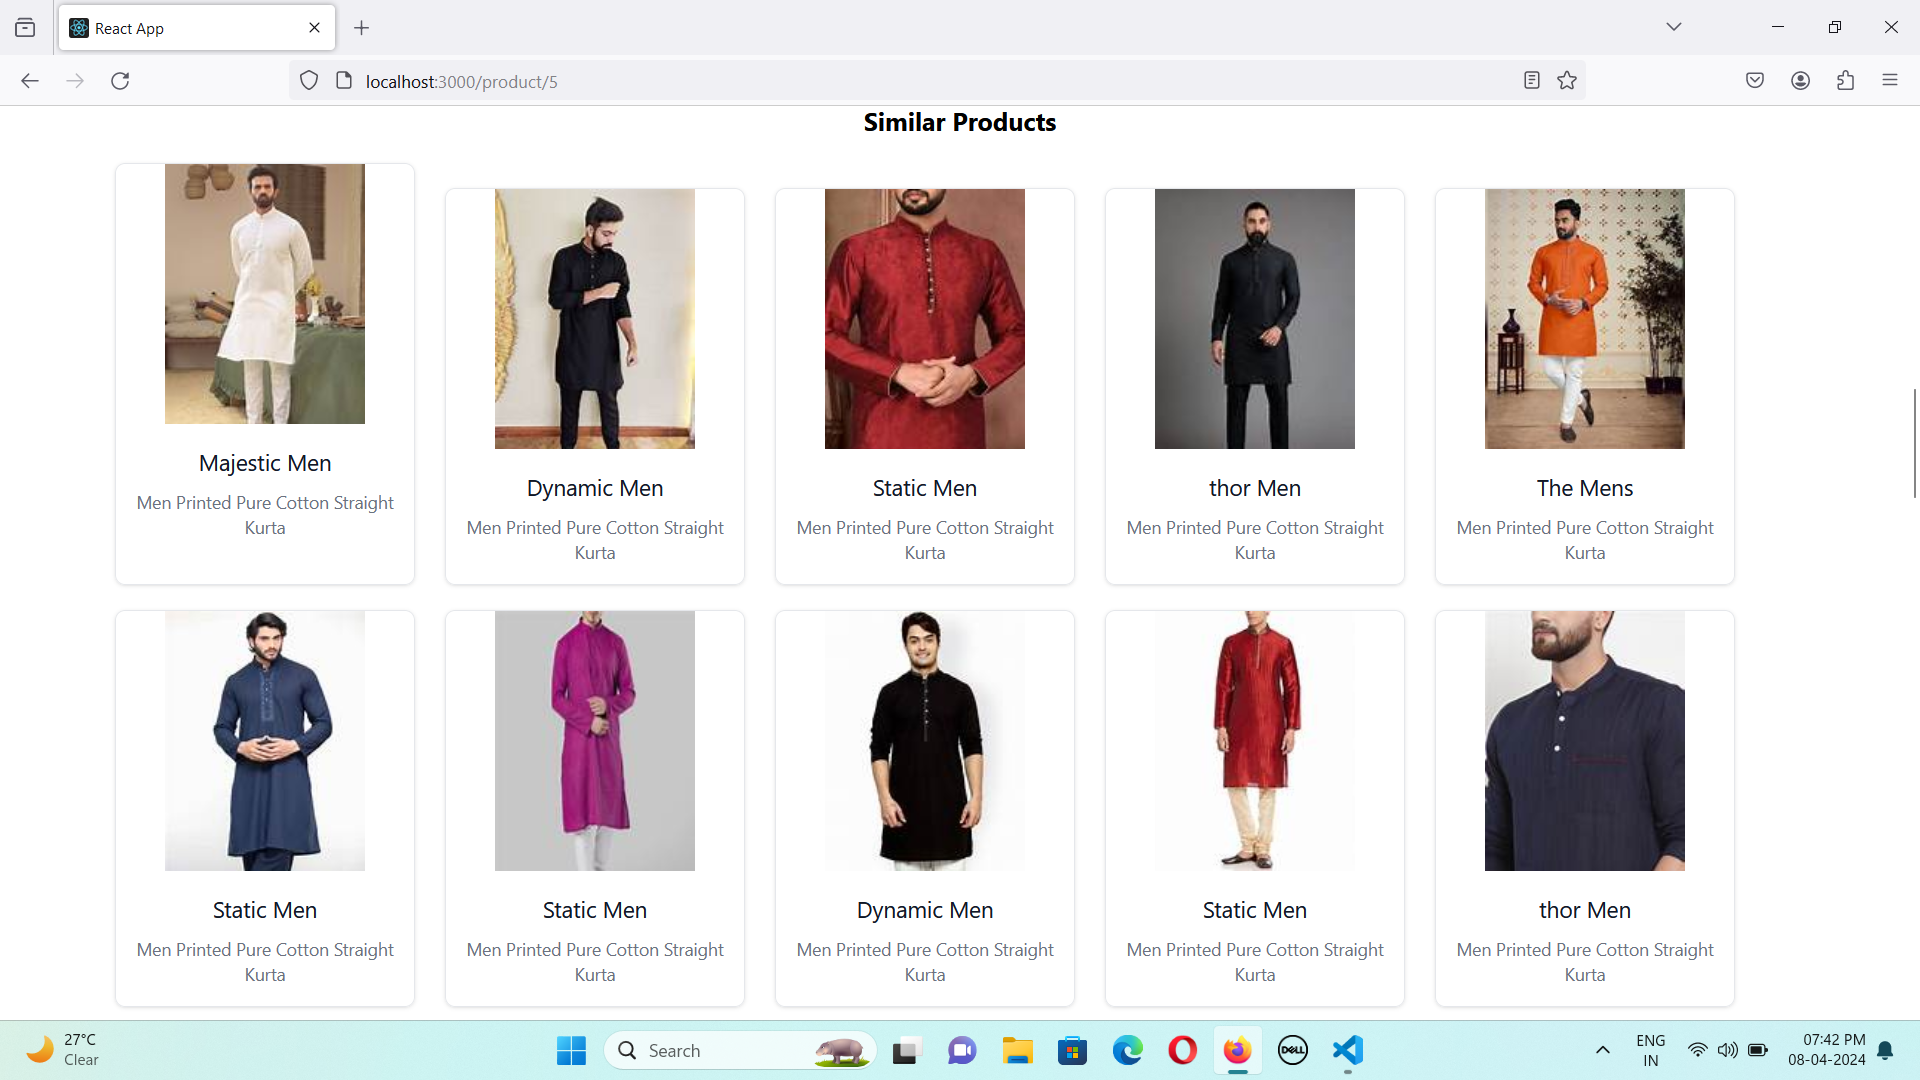 React App
localhost:3000/product/5
Similar Products
Majestic Men
Men Printed Pure Cotton Straight
Kurta
Dynamic Men
Men Printed Pure Cotton Straight
Kurta
Static Men
Men Printed Pure Cotton Straight
Kurta
thor Men
Men Printed Pure Cotton Straight
Kurta
The Mens
Men Printed Pure Cotton Straight
Kurta
Static Men
Men Printed Pure Cotton Straight
Kurta
Static Men
Men Printed Pure Cotton Straight
Kurta
Dynamic Men
Men Printed Pure Cotton Straight
Kurta
Static Men
Men Printed Pure Cotton Straight
Kurta
thor Men
Men Printed Pure Cotton Straight
Kurta
27°C
Clear
Search
DELL
ENG
IN
07:42 PM
08-04-2024